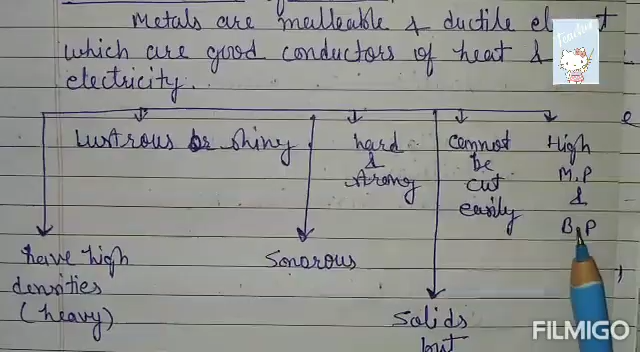 Metals are malleable & ductile
which are good conductors of heat &
electricity.
Lustrous or shiny
hard
&
strong
cannot
be
cut
easily
High
M.P
&
B.P
have high
densities
(heavy)
Sonorous
Solids
but
Teacher
FILMIGO